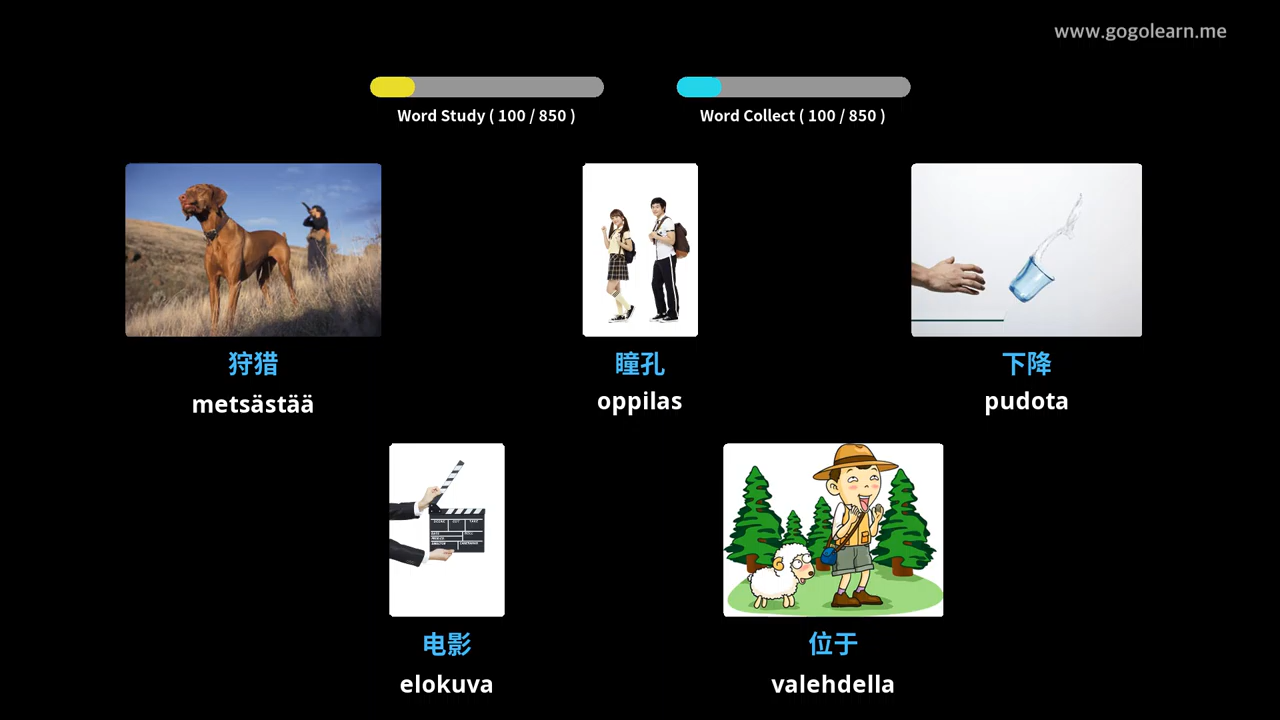 www.gogolearn.me
Word Study ( 100 / 850 )
Word Collect ( 100 / 850 )
狩猎
metsästää
瞳孔
oppilas
下降
pudota
电影
elokuva
位于
valehdella